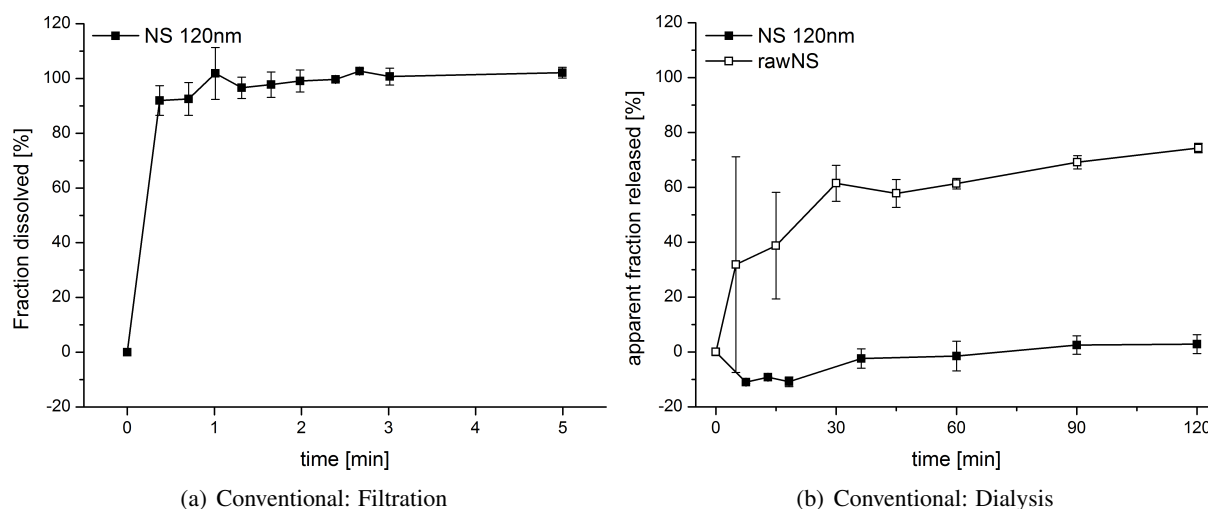 NS 120nm
Fraction dissolved [%]
120
100
80
60
40
20
0
-20
0 1 2 3 4 5
time [min]
(a) Conventional: Filtration
NS 120nm
rawNS
apparent fraction released [%]
120
100
80
60
40
20
0
-20
0 30 60 90 120
time [min]
(b) Conventional: Dialysis